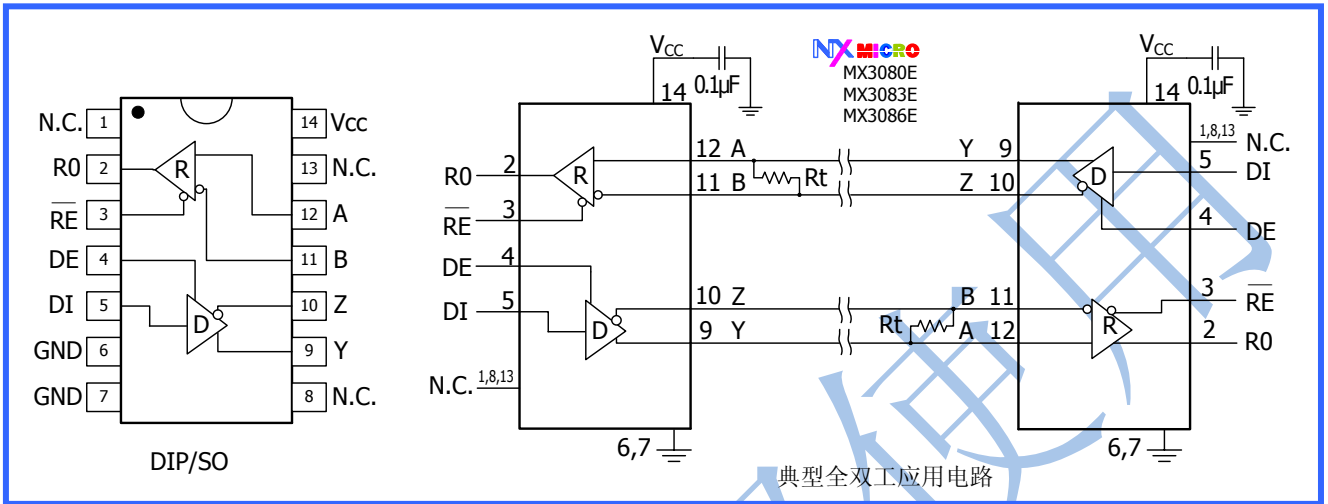 N.C. 1
14 Vcc
R0 2
R
13 N.C.
RE 3
12 A
DE 4
11 B
DI 5
D
10 Z
GND 6
9 Y
GND 7
8 N.C.
DIP/SO
VCC
0.1μF
14
NX MICRO
MX3080E
MX3083E
MX3086E
VCC
0.1μF
14
1,8,13 N.C.
R0 2
R
12 A
Rt
Y 9
D
5 DI
11 B
Z 10
RE 3
4 DE
DE 4
DI 5
D
10 Z
Rt
B 11
R
3 RE
9 Y
A 12
2 R0
N.C. 1,8,13
6,7
6,7
典型全双工应用电路
使用